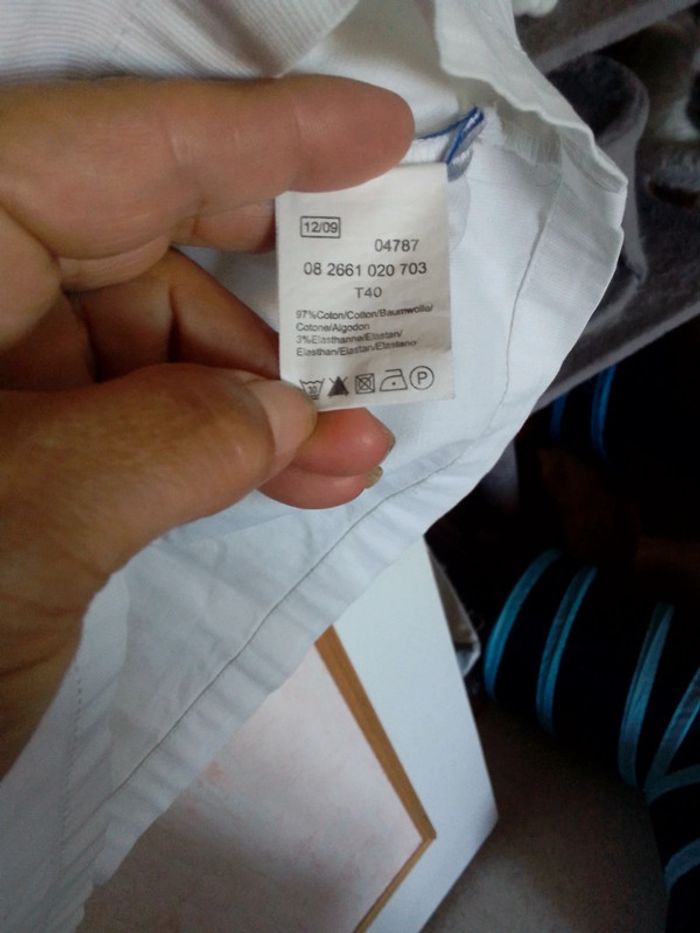 12/09
04787
08 2661 020 703
T40
97%Coton/Cotton/Baumwolle/
Cotone/Algodon
3%Elasthanne/Elastan/
Elasthan/Elastan/Elastano
30
P